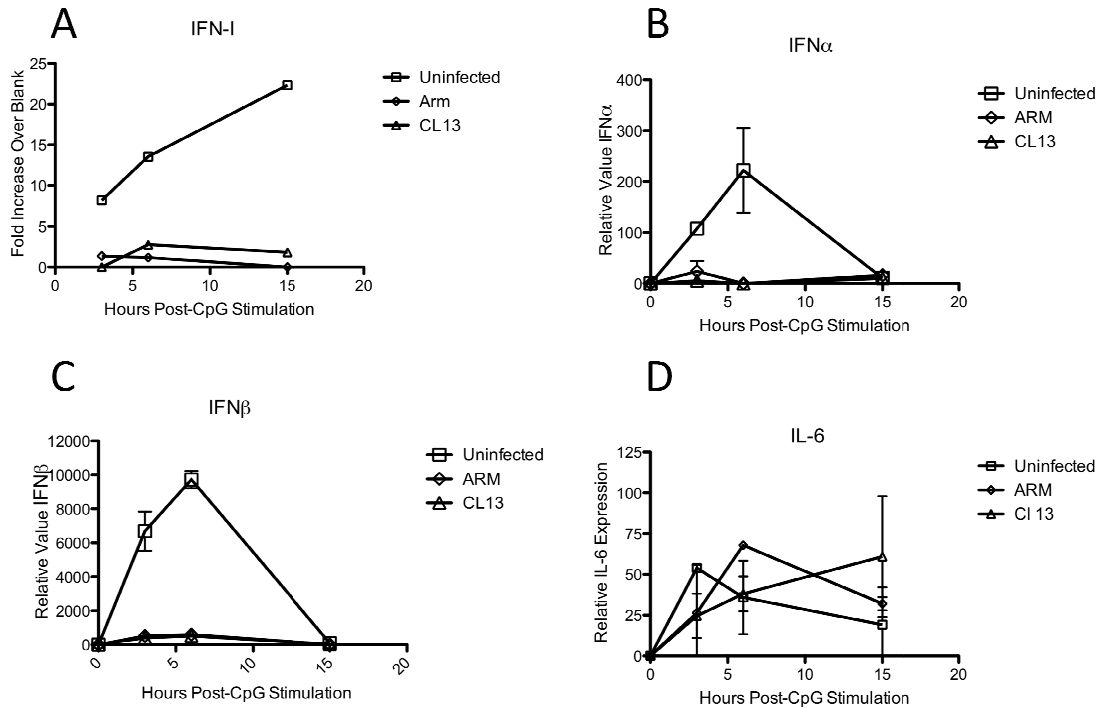 A
IFN-I
Fold Increase Over Blank
25
20
15
10
5
0
0
5
10
15
20
Hours Post-CpG Stimulation
Uninfected
Arm
CL13
B
IFNα
Relative Value IFNα
400
300
200
100
0
0
5
10
15
20
Hours Post-CpG Stimulation
Uninfected
ARM
CL13
C
IFNβ
Relative Value IFNβ
12000
10000
8000
6000
4000
2000
0
0
5
10
15
20
Hours Post-CpG Stimulation
Uninfected
ARM
CL13
D
IL-6
Relative IL-6 Expression
125
100
75
50
25
0
0
5
10
15
20
Hours Post-CpG Stimulation
Uninfected
ARM
Cl 13